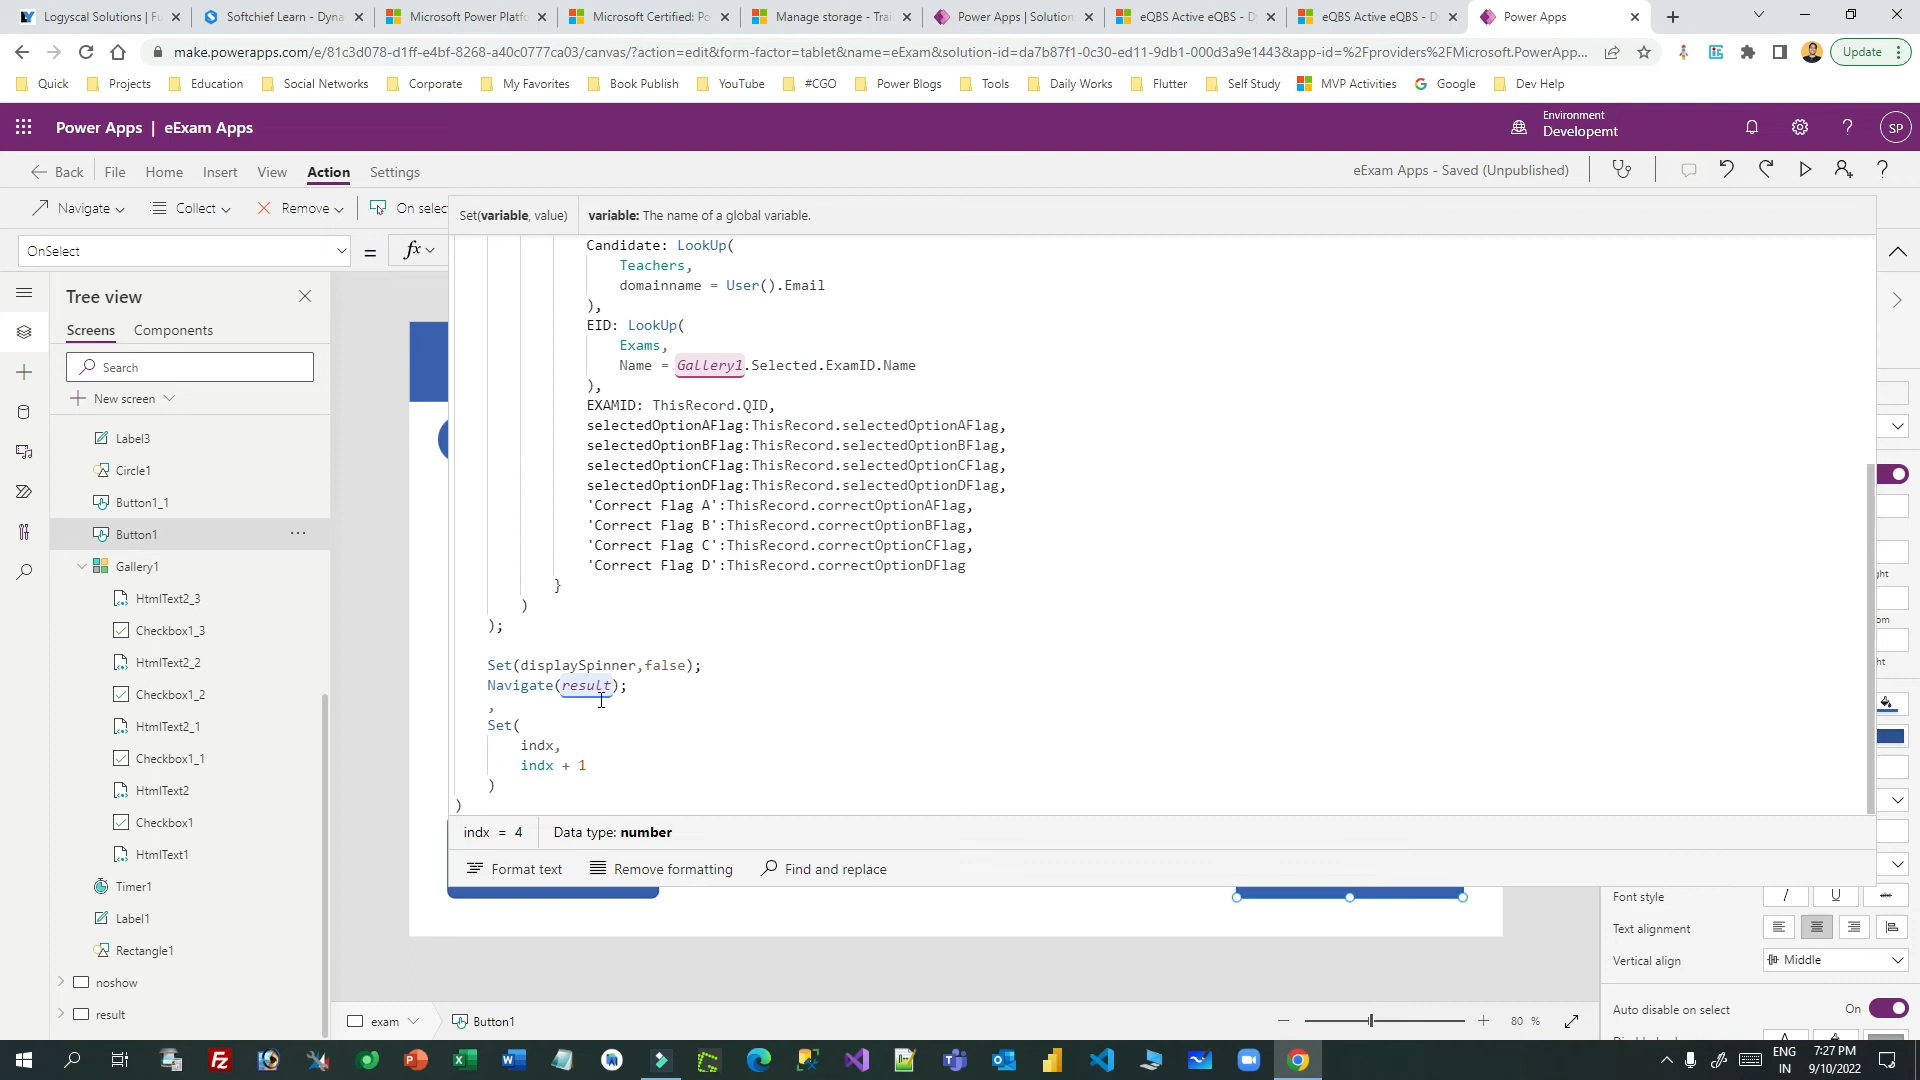 Logyscal Solutions | Fu
Softchief Learn - Dyna
Microsoft Power Platfo
Microsoft Certified: Po
Manage storage - Trai
Power Apps | Solution
eQBS Active eQBS - D
eQBS Active eQBS - D
Power Apps
make.powerapps.com/e/81c3d078-d1ff-e4bf-8268-a40c0777ca03/canvas/?action=edit&form-factor=tablet&name=eExam&solution-id=da7b87f1-0c30-ed11-9db1-000d3a9e1443&app-id=%2Fproviders%2FMicrosoft.PowerApp...
Update
Quick
Projects
Education
Social Networks
Corporate
My Favorites
Book Publish
YouTube
#CGO
Power Blogs
Tools
Daily Works
Flutter
Self Study
MVP Activities
Google
Dev Help
Power Apps | eExam Apps
Environment
Developemt
SP
Back
File
Home
Insert
View
Action
Settings
eExam Apps - Saved (Unpublished)
Navigate
Collect
Remove
On selec
Set(variable, value)
variable: The name of a global variable.
OnSelect
=
fx
Tree view
Screens
Components
Search
New screen
Label3
Circle1
Button1_1
Button1
...
Gallery1
HtmlText2_3
Checkbox1_3
HtmlText2_2
Checkbox1_2
HtmlText2_1
Checkbox1_1
HtmlText2
Checkbox1
HtmlText1
Timer1
Label1
Rectangle1
noshow
result
Candidate: LookUp(
Teachers,
domainname = User().Email
),
EID: LookUp(
Exams,
Name = Gallery1.Selected.ExamID.Name
),
EXAMID: ThisRecord.QID,
selectedOptionAFlag:ThisRecord.selectedOptionAFlag,
selectedOptionBFlag:ThisRecord.selectedOptionBFlag,
selectedOptionCFlag:ThisRecord.selectedOptionCFlag,
selectedOptionDFlag:ThisRecord.selectedOptionDFlag,
'Correct Flag A':ThisRecord.correctOptionAFlag,
'Correct Flag B':ThisRecord.correctOptionBFlag,
'Correct Flag C':ThisRecord.correctOptionCFlag,
'Correct Flag D':ThisRecord.correctOptionDFlag
}
)
);
Set(displaySpinner,false);
Navigate(result);
,
Set(
indx,
indx + 1
)
)
indx = 4
Data type: number
Format text
Remove formatting
Find and replace
ght
om
ht
Font style
Text alignment
Vertical align
Middle
Auto disable on select
On
exam
Button1
80 %
ENG
IN
7:27 PM
9/10/2022